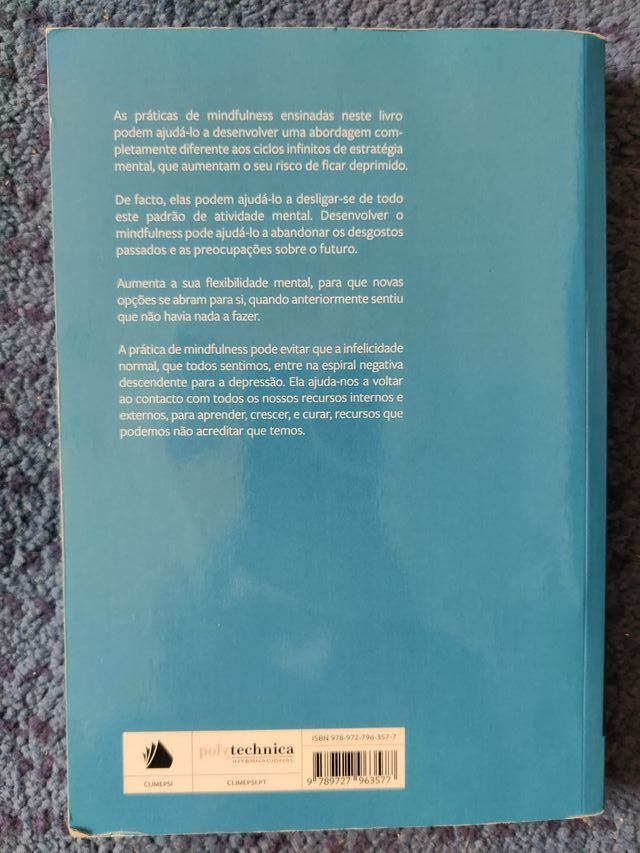 As práticas de mindfulness ensinadas neste livro
podem ajudá-lo a desenvolver uma abordagem com-
pletamente diferente aos ciclos infinitos de estratégia
mental, que aumentam o seu risco de ficar deprimido.
De facto, elas podem ajudá-lo a desligar-se de todo
este padrão de atividade mental. Desenvolver o
mindfulness pode ajudá-lo a abandonar os desgostos
passados e as preocupações sobre o futuro.
Aumenta a sua flexibilidade mental, para que novas
opções se abram para si, quando anteriormente sentiu
que não havia nada a fazer.
A prática de mindfulness pode evitar que a infelicidade
normal, que todos sentimos, entre na espiral negativa
descendente para a depressão. Ela ajuda-nos a voltar
ao contacto com todos os nossos recursos internos e
externos, para aprender, crescer, e curar, recursos que
podemos não acreditar que temos.
ISBN 978-972-796-357-7
polytechnica
INTERNACIONAL
CLIMEPSI
CLIMEPSI.PT
9 789727 963577